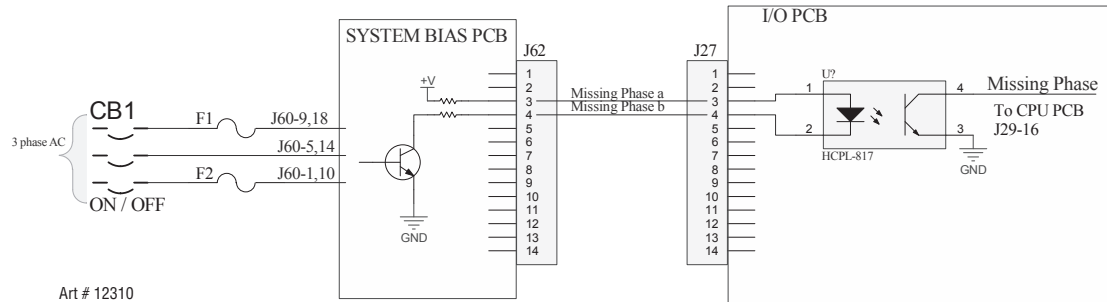 I/O PCB
SYSTEM BIAS PCB
J62
J27
+V
1
2
3
4
5
6
7
8
9
10
11
12
13
14
Missing Phase a
Missing Phase b
1
2
3
4
5
6
7
8
9
10
11
12
13
14
U?
1
2
4
3
HCPL-817
Missing Phase
To CPU PCB
J29-16
GND
CB1
3 phase AC
F1
J60-9,18
J60-5,14
F2
J60-1,10
ON / OFF
GND
Art # 12310